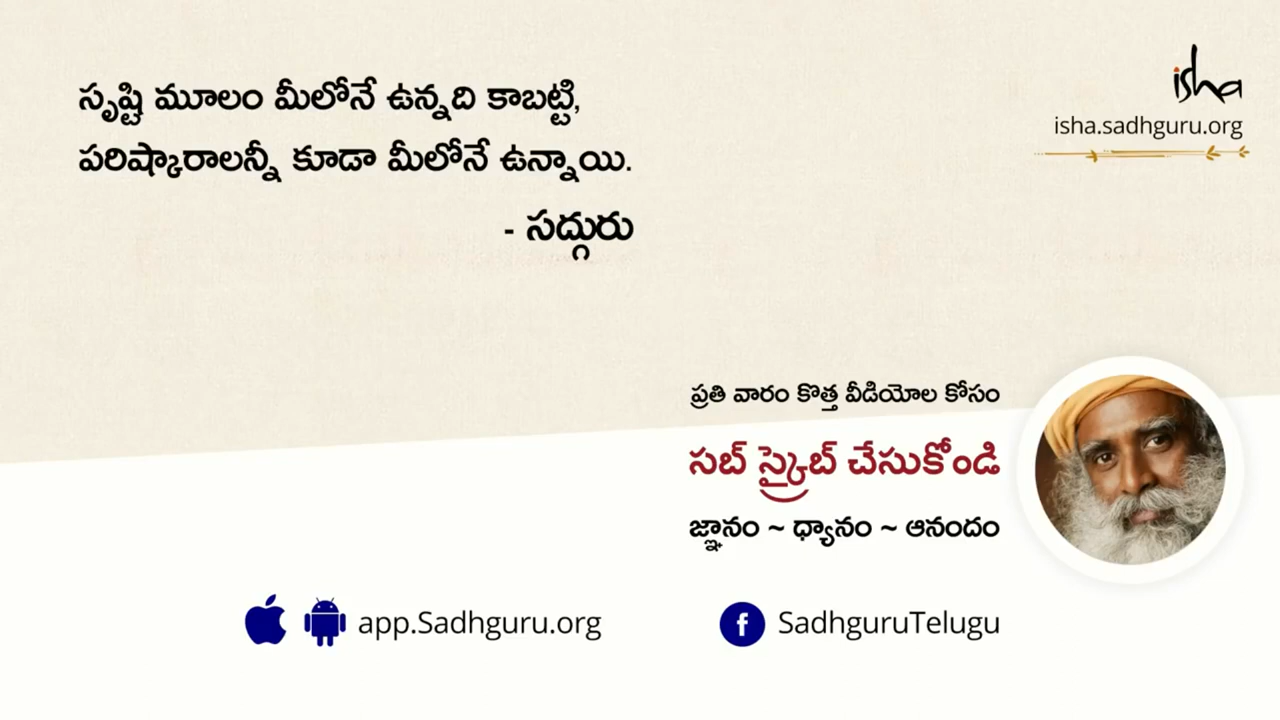 సృష్టి మూలం మీలోనే ఉన్నది కాబట్టి,
పరిష్కారాలన్నీ కూడా మీలోనే ఉన్నాయి.
- సద్గురు
isha
isha.sadhguru.org
ప్రతి వారం కొత్త వీడియోల కోసం
సబ్ స్క్రైబ్ చేసుకోండి
జ్ఞానం ~ ధ్యానం ~ ఆనందం
app.Sadhguru.org
SadhguruTelugu